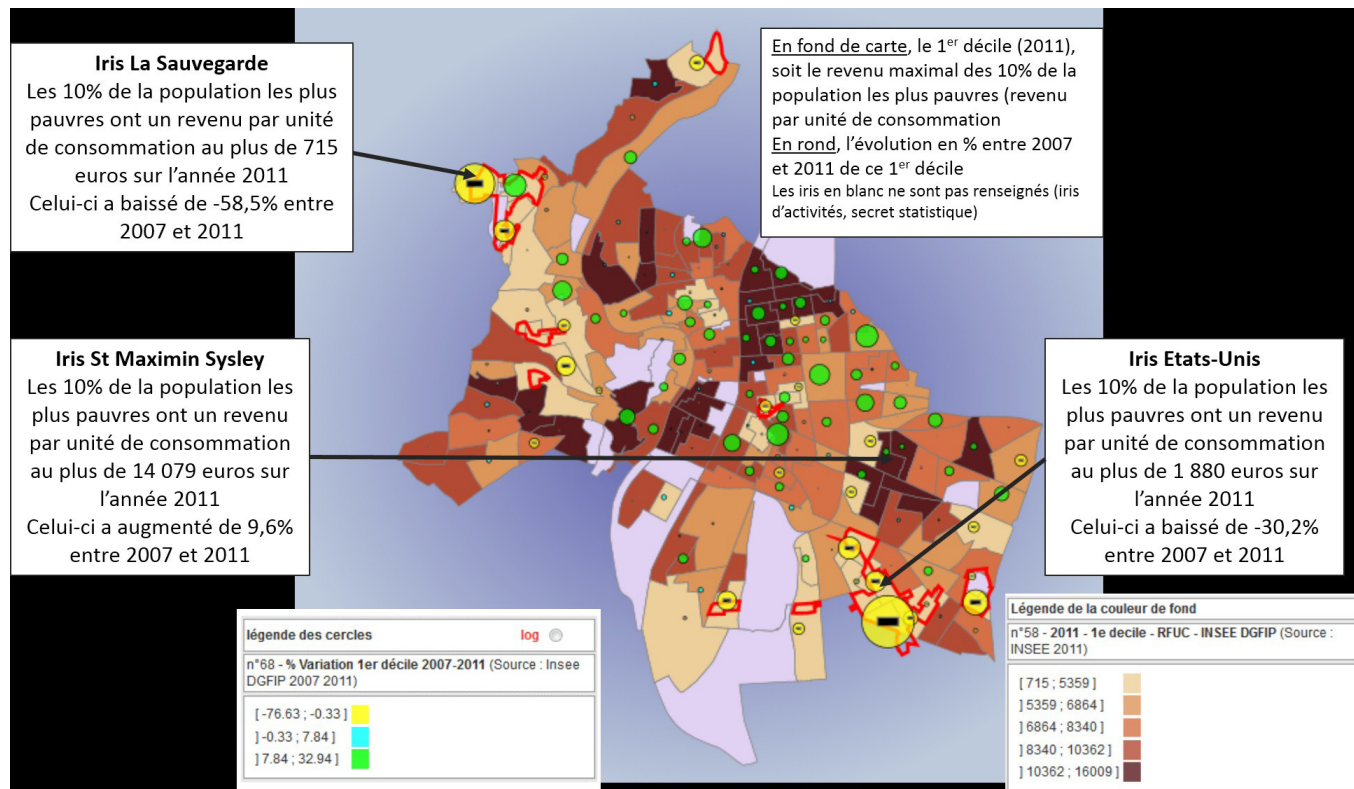 Iris La Sauvegarde
Les 10% de la population les plus
pauvres ont un revenu par unité
de consommation au plus de 715
euros sur l’année 2011
Celui-ci a baissé de -58,5% entre
2007 et 2011
En fond de carte, le 1er décile (2011),
soit le revenu maximal des 10% de la
population les plus pauvres (revenu
par unité de consommation
En rond, l’évolution en % entre 2007
et 2011 de ce 1er décile
Les iris en blanc ne sont pas renseignés (iris
d’activités, secret statistique)
Iris St Maximin Sysley
Les 10% de la population les
plus pauvres ont un revenu
par unité de consommation
au plus de 14 079 euros sur
l’année 2011
Celui-ci a augmenté de 9,6%
entre 2007 et 2011
Iris Etats-Unis
Les 10% de la population les
plus pauvres ont un revenu
par unité de consommation
au plus de 1 880 euros sur
l’année 2011
Celui-ci a baissé de -30,2%
entre 2007 et 2011
légende des cercles log
n°68 - % Variation 1er décile 2007-2011 (Source : Insee
DGFIP 2007 2011)
[ -76.63 ; -0.33 ]
]-0.33 ; 7.84 ]
]7.84 ; 32.94 ]
Légende de la couleur de fond
n°58 - 2011 - 1e decile - RFUC - INSEE DGFIP (Source :
INSEE 2011)
[ 715 ; 5359 ]
]5359 ; 6864 ]
]6864 ; 8340 ]
]8340 ; 10362 ]
]10362 ; 16009 ]